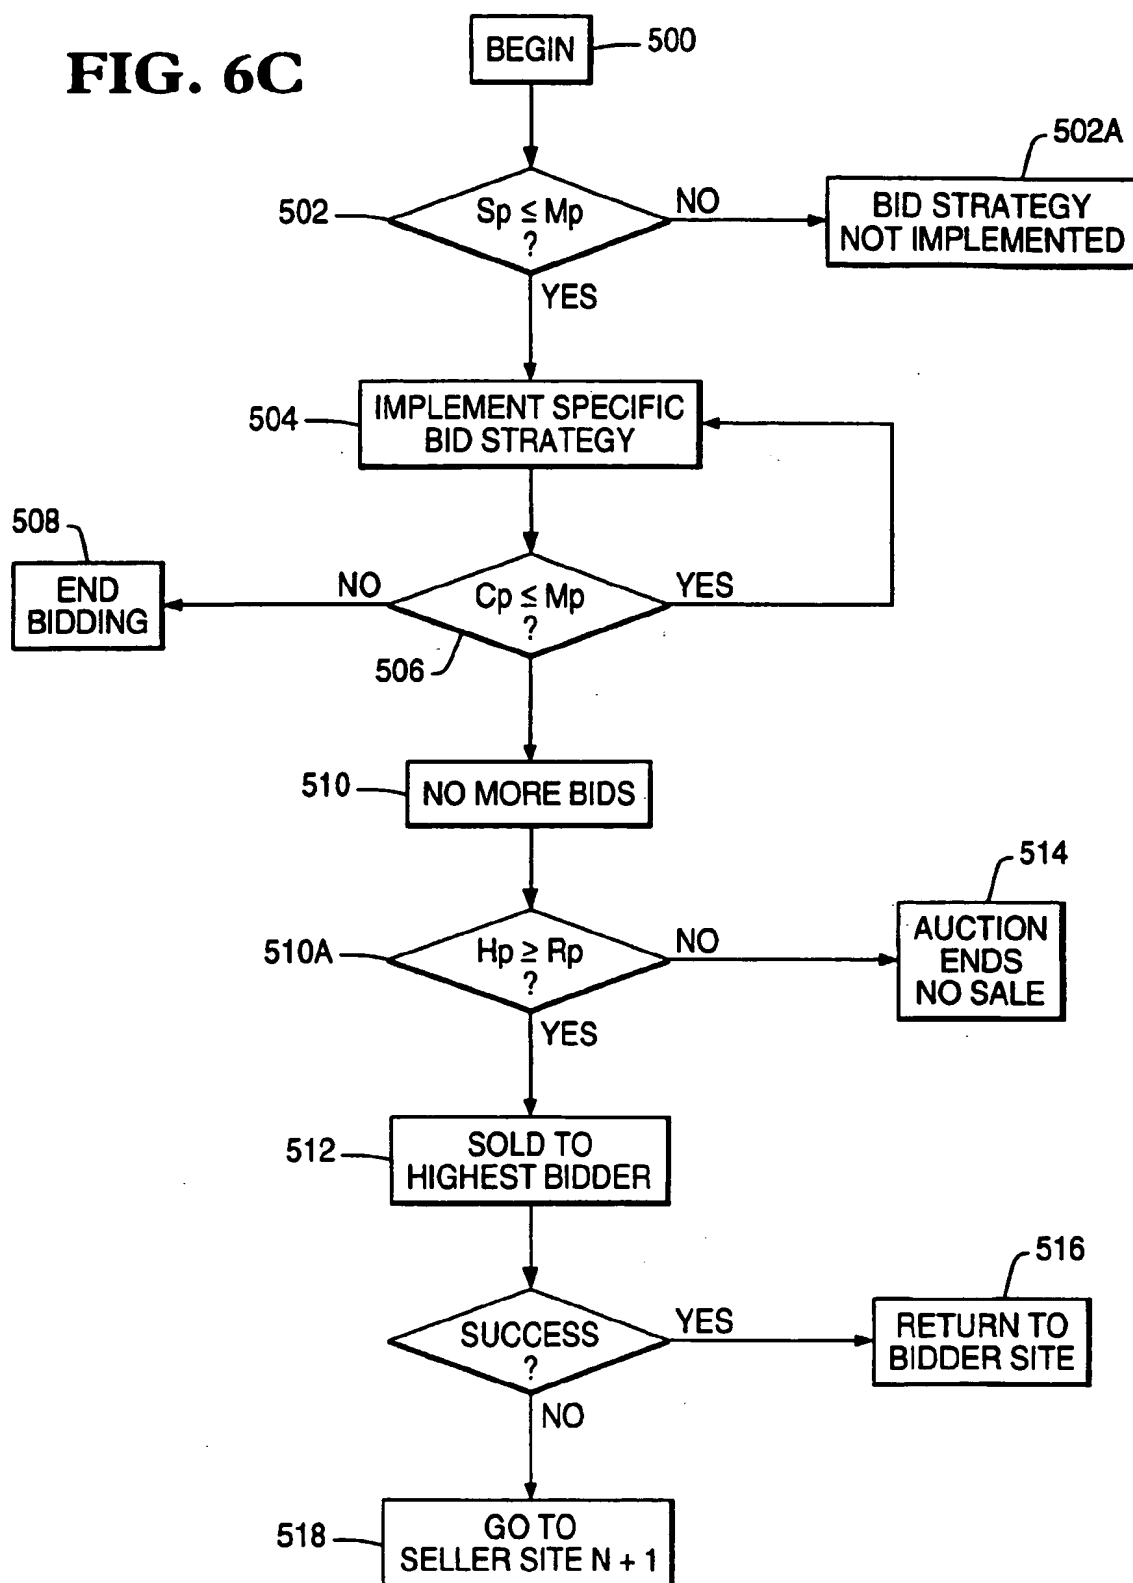 FIG. 6C
BEGIN
500
502
Sp ≤ Mp
?
NO
502A
BID STRATEGY
NOT IMPLEMENTED
YES
504
IMPLEMENT SPECIFIC
BID STRATEGY
508
END
BIDDING
NO
Cp ≤ Mp
?
YES
506
510
NO MORE BIDS
510A
Hp ≥ Rp
?
NO
514
AUCTION
ENDS
NO SALE
YES
512
SOLD TO
HIGHEST BIDDER
SUCCESS
?
YES
516
RETURN TO
BIDDER SITE
NO
518
GO TO
SELLER SITE N + 1